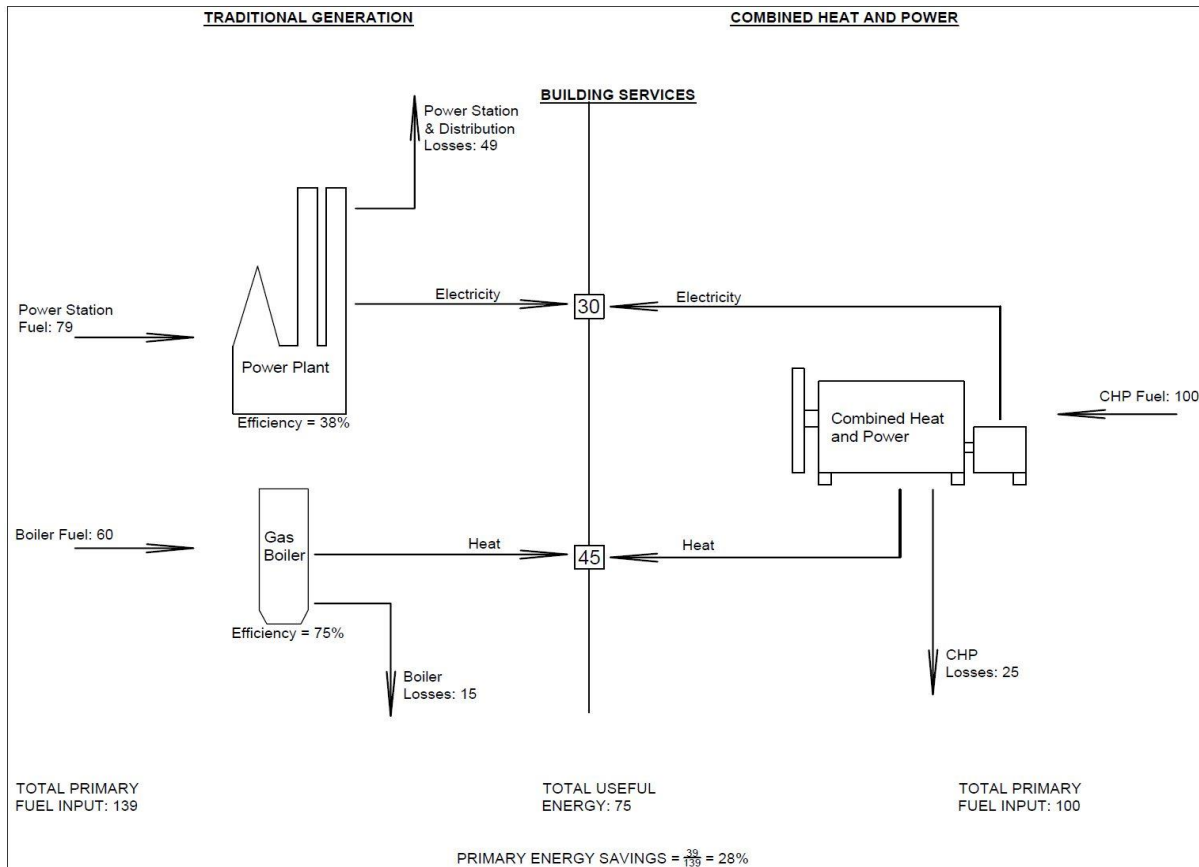 TRADITIONAL GENERATION
COMBINED HEAT AND POWER
BUILDING SERVICES
Power Station
& Distribution
Losses: 49
Electricity
30
Electricity
Power Station
Fuel: 79
Power Plant
Efficiency = 38%
CHP Fuel: 100
Combined Heat
and Power
Boiler Fuel: 60
Gas
Boiler
Heat
45
Heat
Efficiency = 75%
Boiler
Losses: 15
CHP
Losses: 25
TOTAL PRIMARY
FUEL INPUT: 139
TOTAL USEFUL
ENERGY: 75
TOTAL PRIMARY
FUEL INPUT: 100
PRIMARY ENERGY SAVINGS = 39/139 = 28%